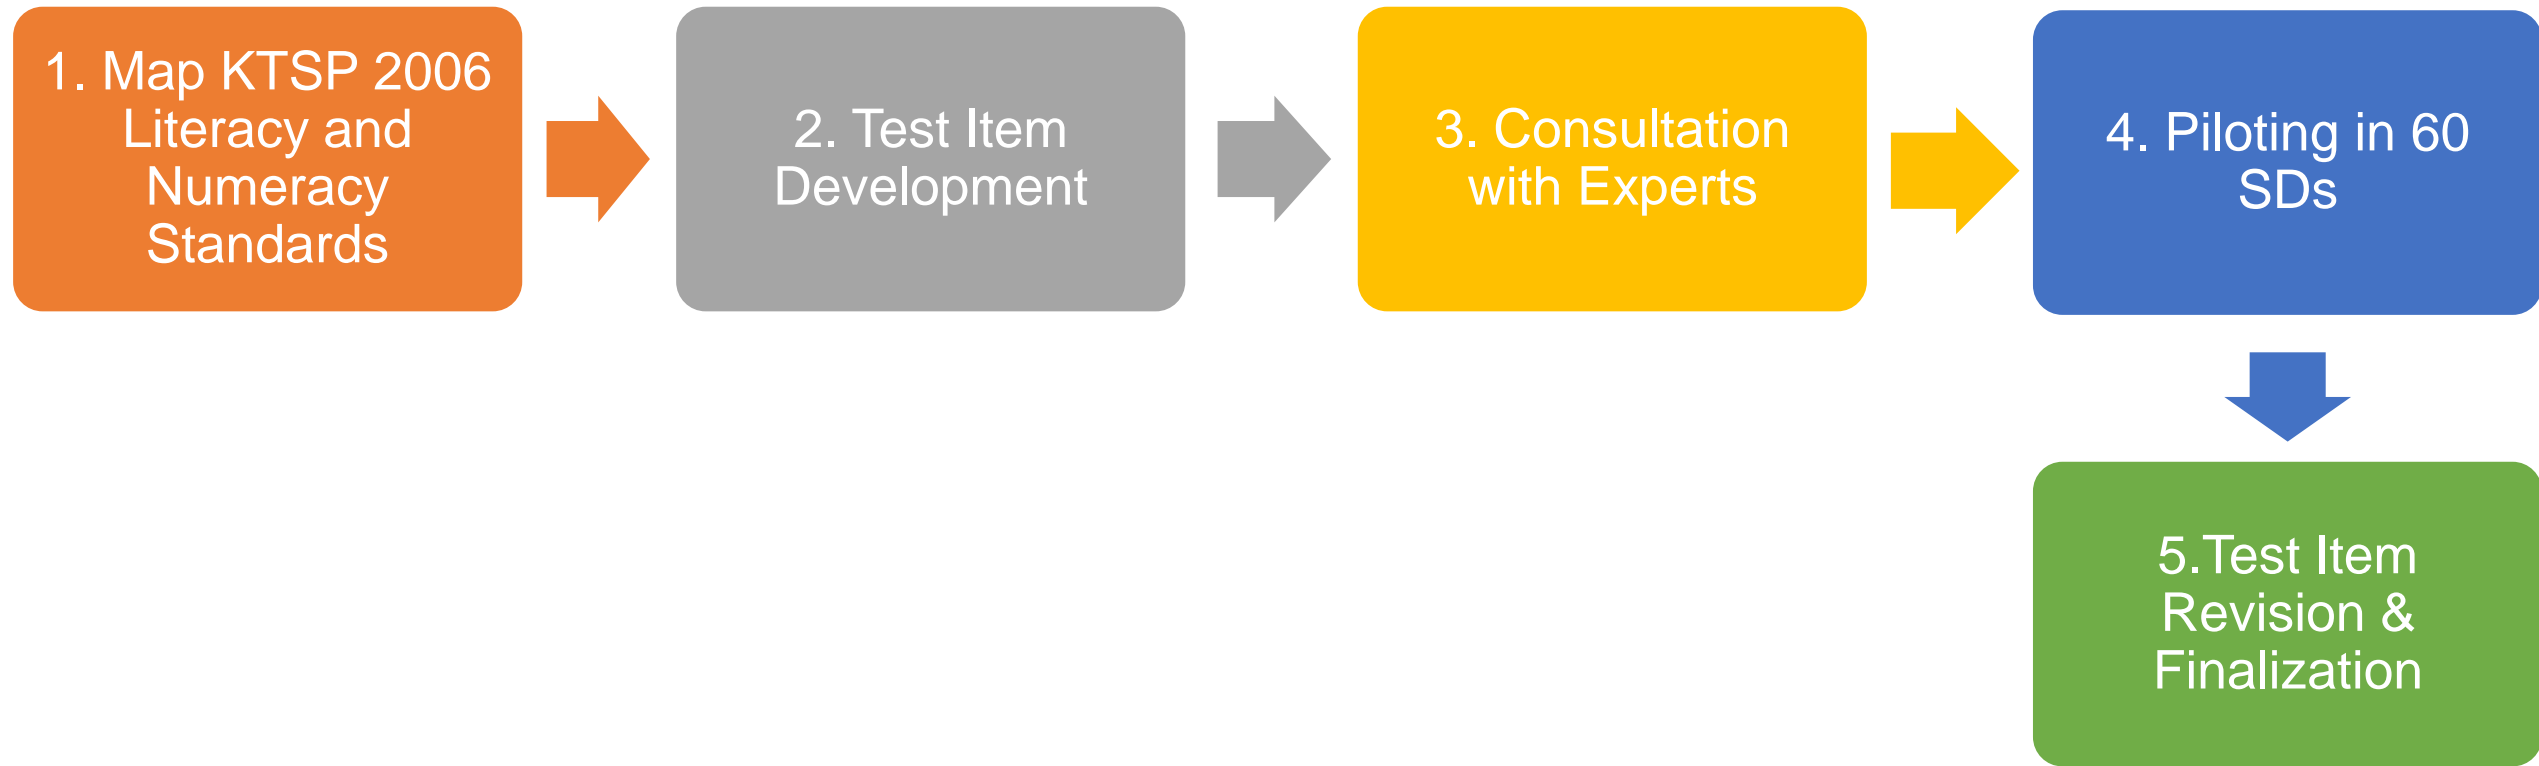 1. Map KTSP 2006
Literacy and
Numeracy
Standards
2. Test Item
Development
3. Consultation
with Experts
4. Piloting in 60
SDs
5.Test Item
Revision &
Finalization